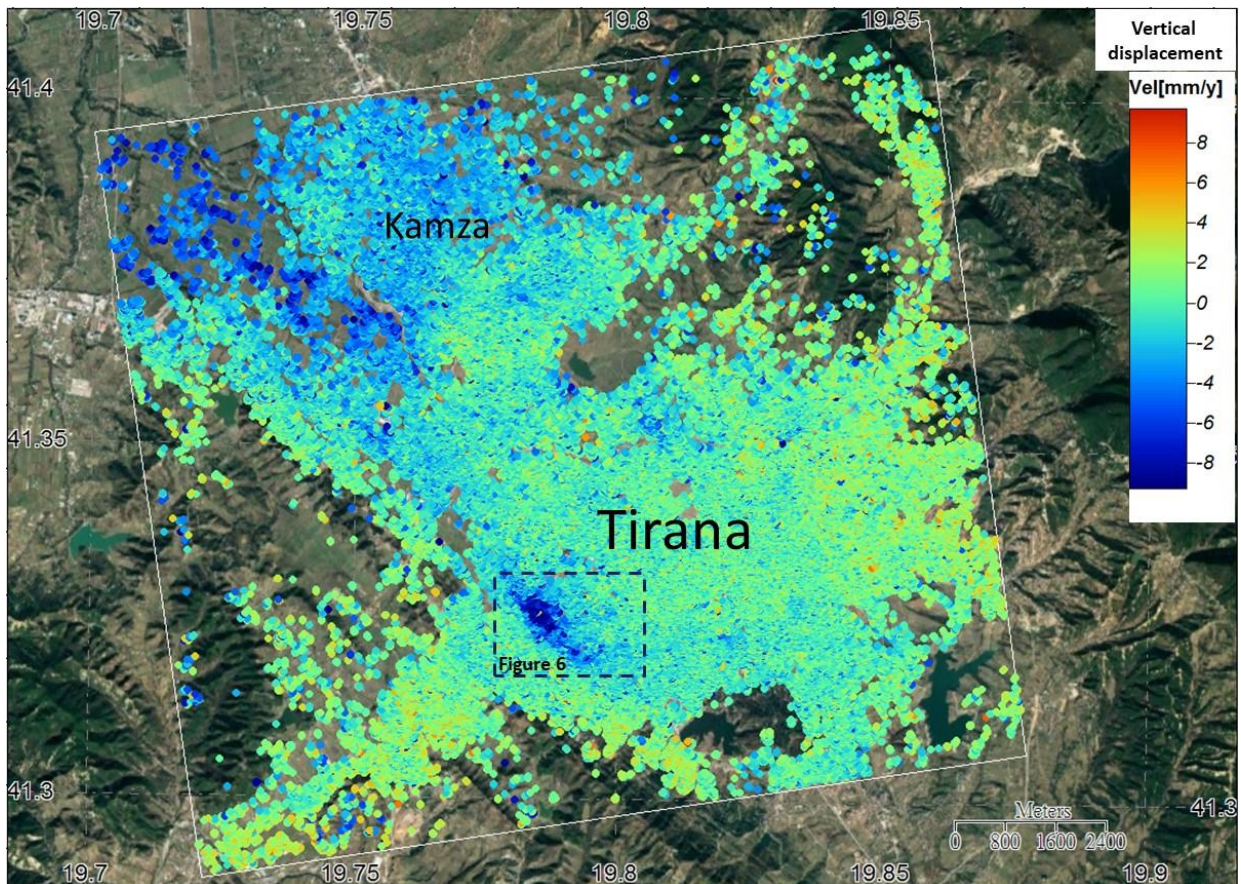 19.7
19.75
19.8
19.85
Vertical
displacement
Vel[mm/y]
41.4
8
6
Kamza
4
2
0
-2
-4
41.35
-6
-8
Tirana
Figure 6
41.3
Meters
41.3
0 800 1600 2400
19.7
19.75
19.8
19.85
19.9